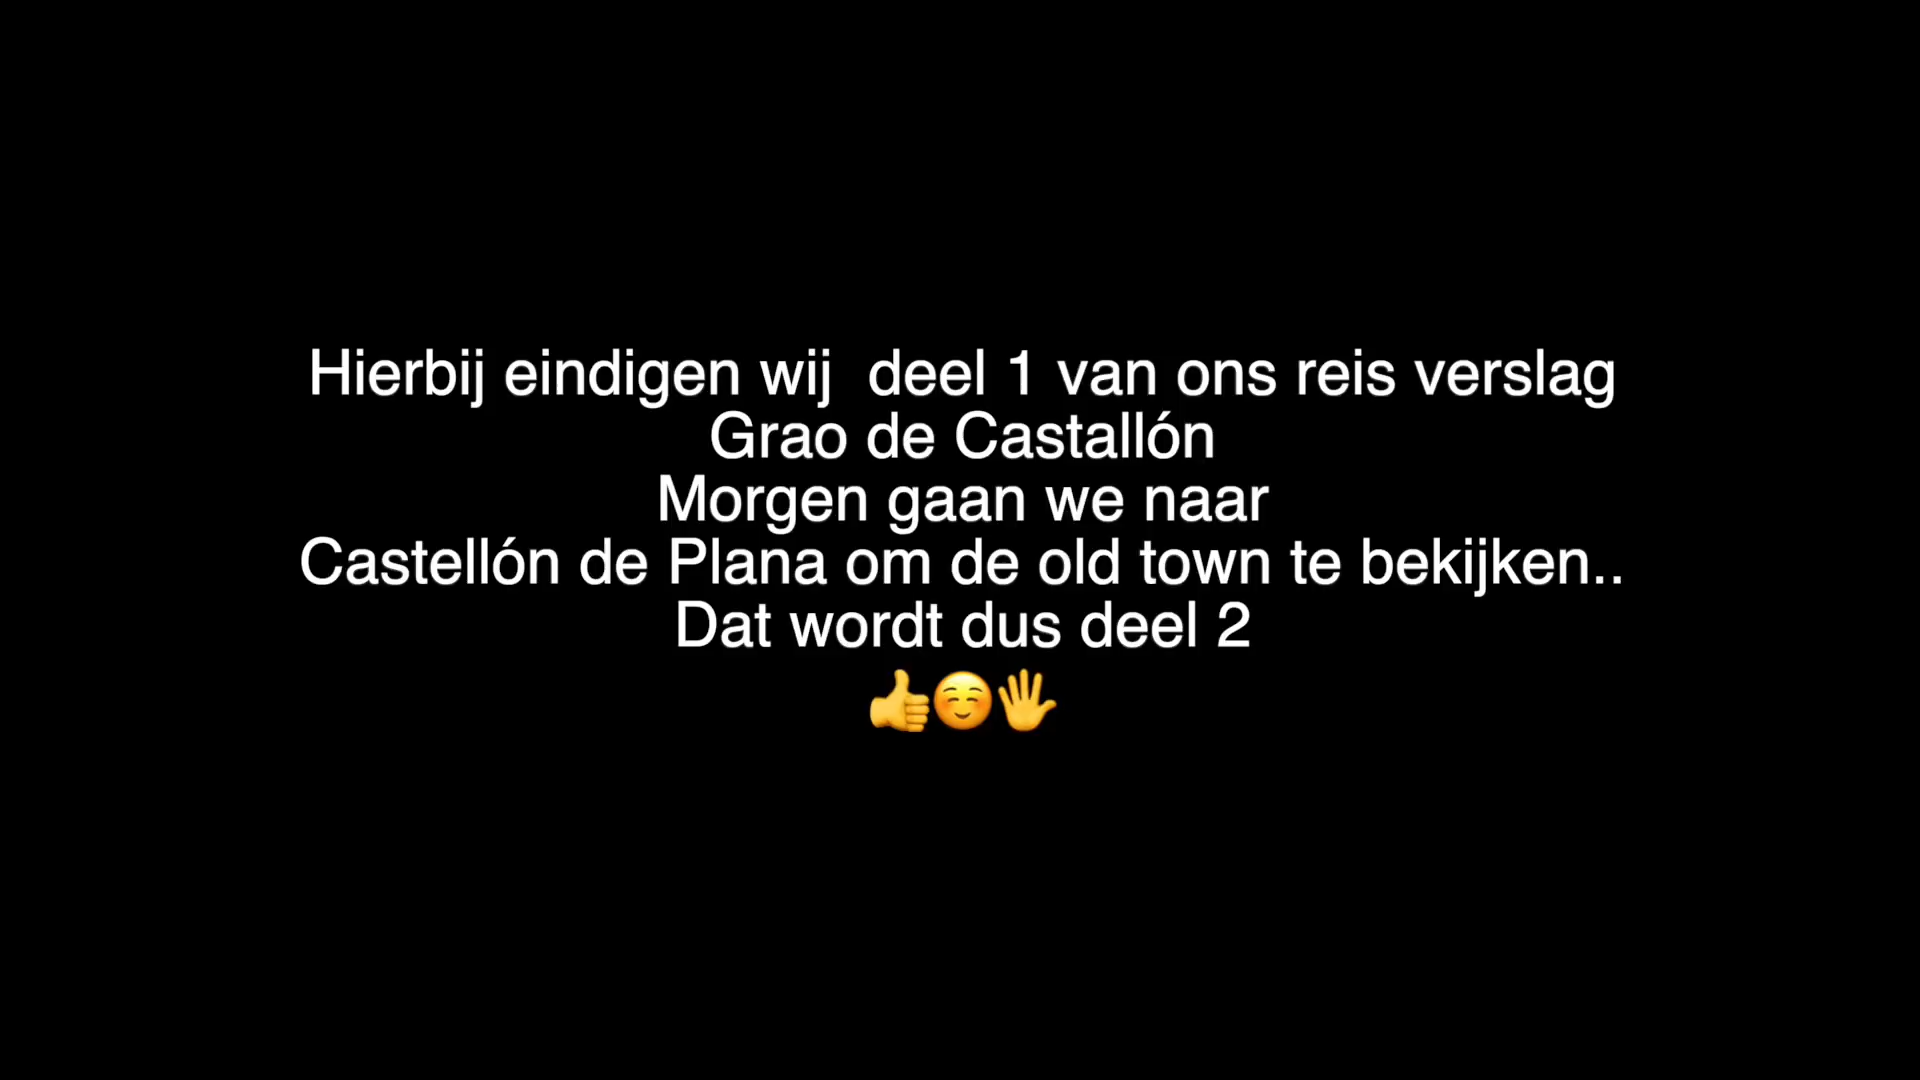 Hierbij eindigen wij  deel 1 van ons reis verslag
Grao de Castallón
Morgen gaan we naar
Castellón de Plana om de old town te bekijken..
Dat wordt dus deel 2
👍☺️🖐